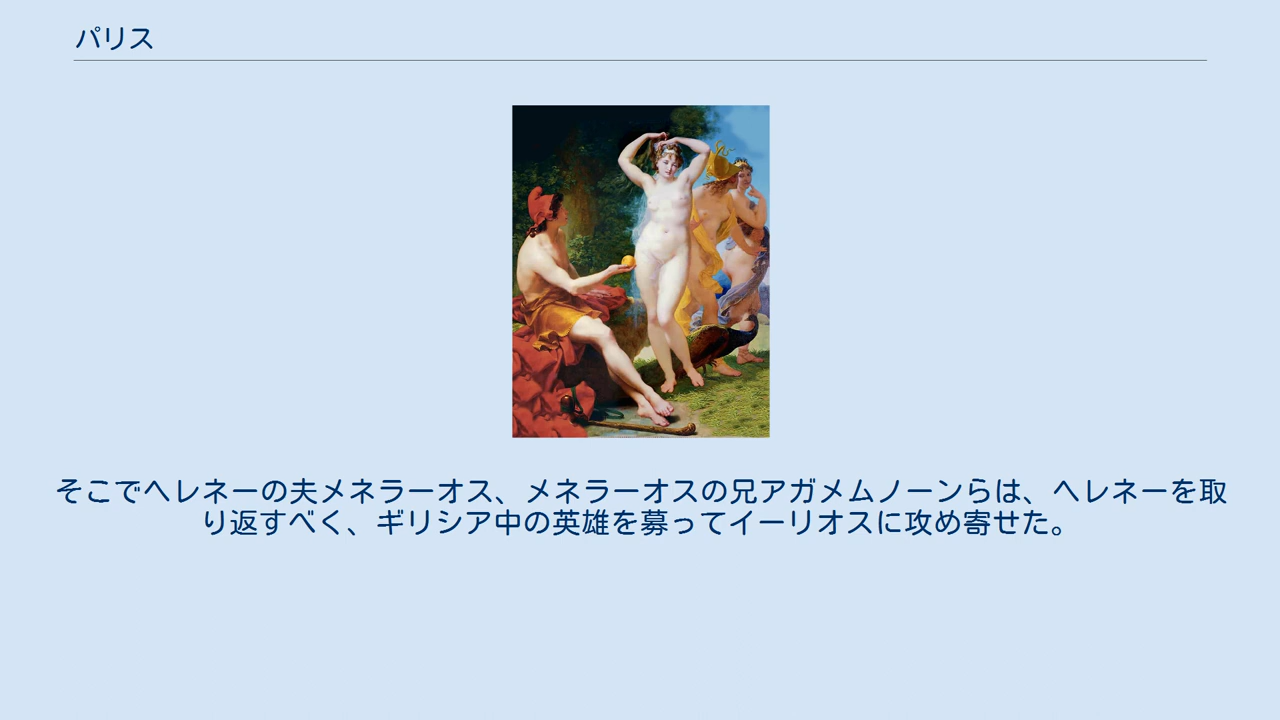 パリス
そこでヘレネーの夫メネラーオス、メネラーオスの兄アガメムノーンらは、ヘレネーを取
り返すべく、ギリシア中の英雄を募ってイーリオスに攻め寄せた。